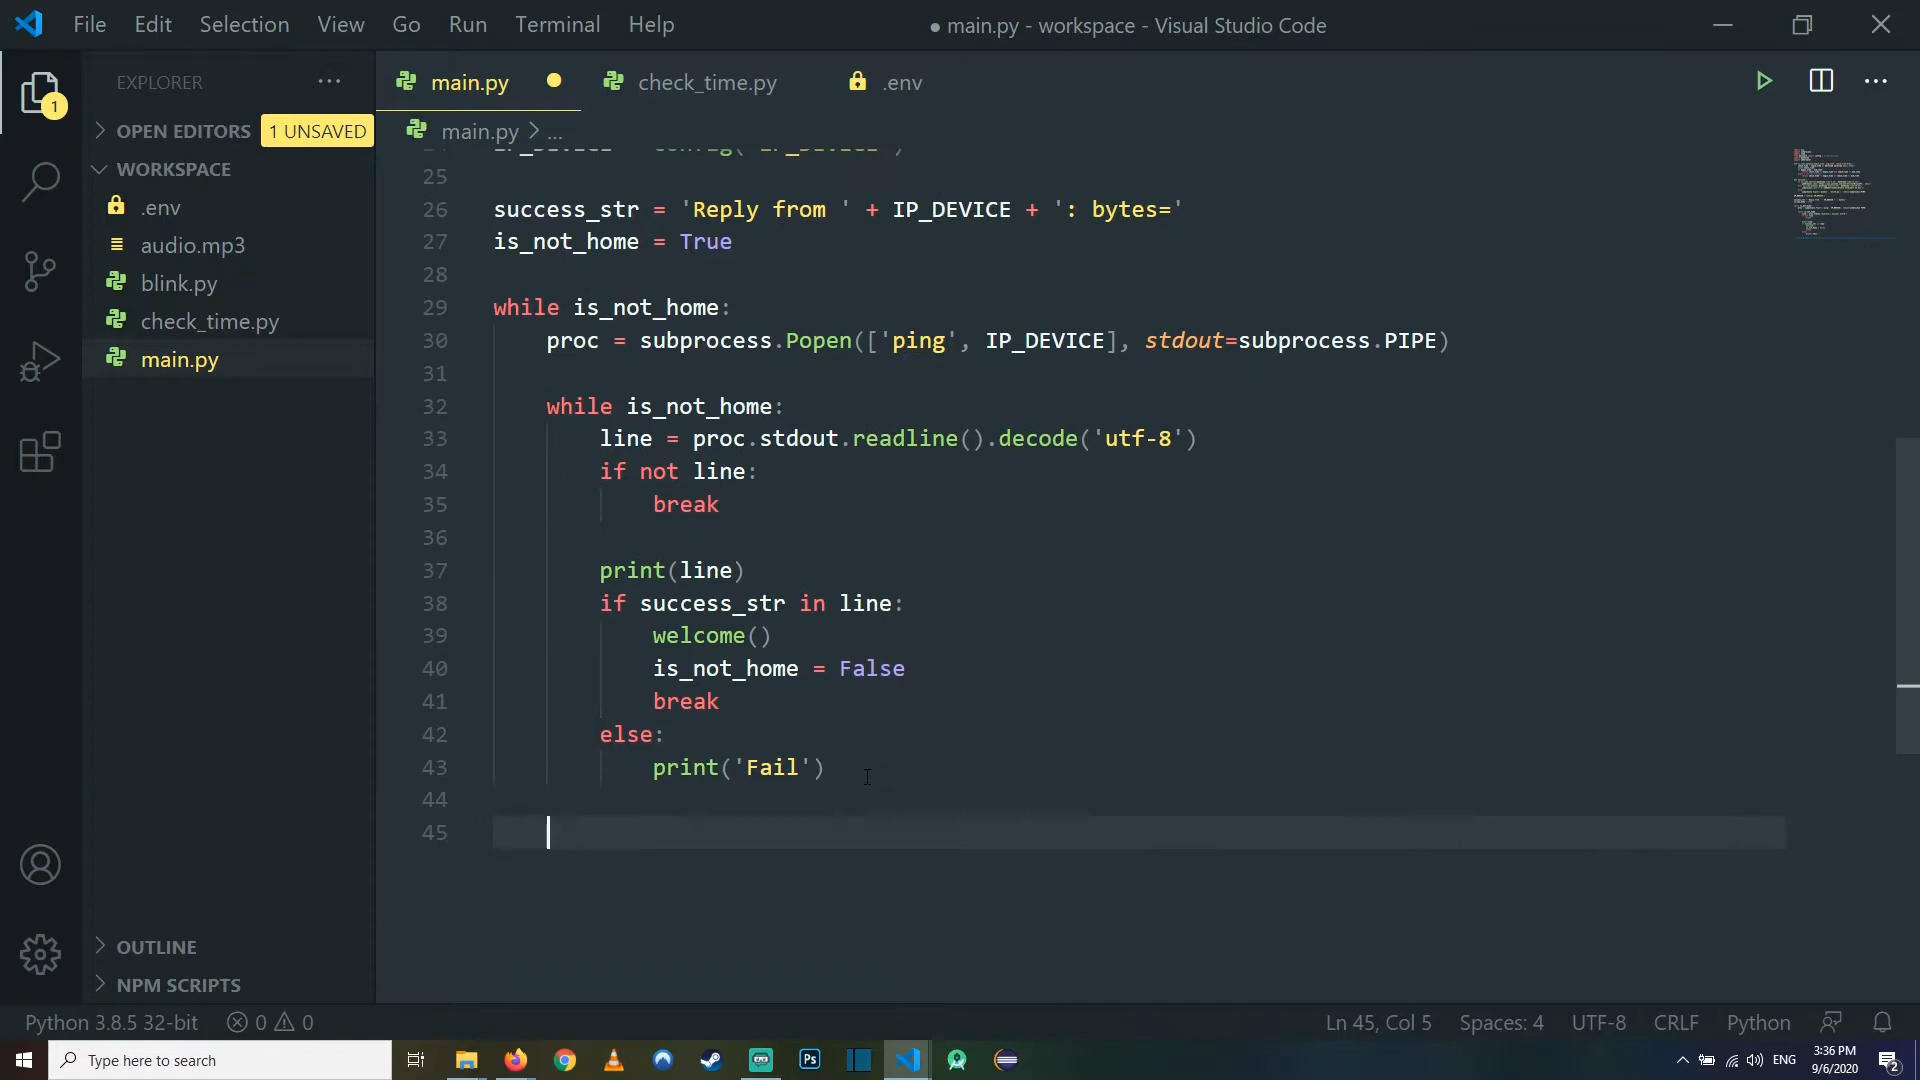 File Edit Selection View Go Run Terminal Help
● main.py - workspace - Visual Studio Code
EXPLORER ···
1
OPEN EDITORS 1 UNSAVED
WORKSPACE
.env
audio.mp3
blink.py
check_time.py
main.py
OUTLINE
NPM SCRIPTS
main.py check_time.py .env
main.py > ...
25
26 success_str = 'Reply from ' + IP_DEVICE + ': bytes='
27 is_not_home = True
28
29 while is_not_home:
30 proc = subprocess.Popen(['ping', IP_DEVICE], stdout=subprocess.PIPE)
31
32 while is_not_home:
33 line = proc.stdout.readline().decode('utf-8')
34 if not line:
35 break
36
37 print(line)
38 if success_str in line:
39 welcome()
40 is_not_home = False
41 break
42 else:
43 print('Fail')
44
45
Python 3.8.5 32-bit 0 0
Ln 45, Col 5 Spaces: 4 UTF-8 CRLF Python
Type here to search
Ps
ENG
3:36 PM
9/6/2020
2